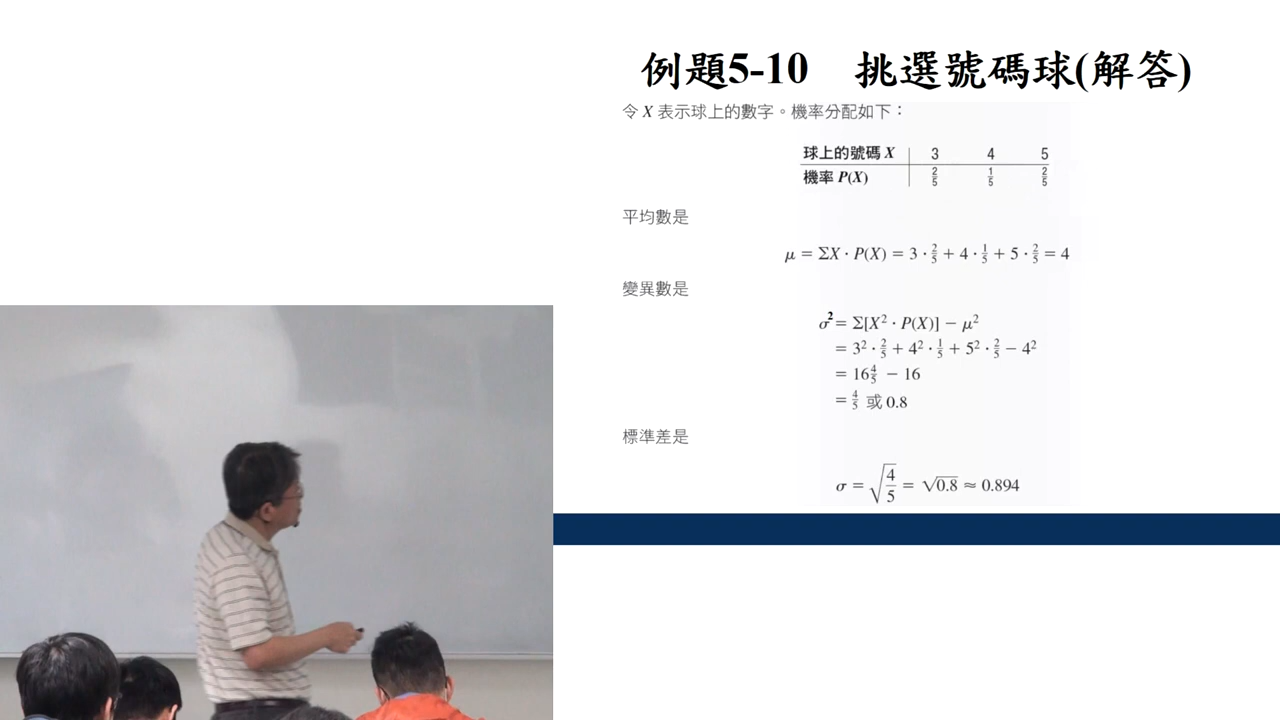 例題5-10 挑選號碼球(解答)
令 X 表示球上的數字。機率分配如下：
球上的號碼 X 3 4 5
機率 P(X) 2/5 1/5 2/5
平均數是
μ = ΣX · P(X) = 3 · 2/5 + 4 · 1/5 + 5 · 2/5 = 4
變異數是
σ² = Σ[X² · P(X)] − μ²
= 3² · 2/5 + 4² · 1/5 + 5² · 2/5 − 4²
= 16 4/5 − 16
= 4/5 或 0.8
標準差是
σ = √(4/5) = √0.8 ≈ 0.894